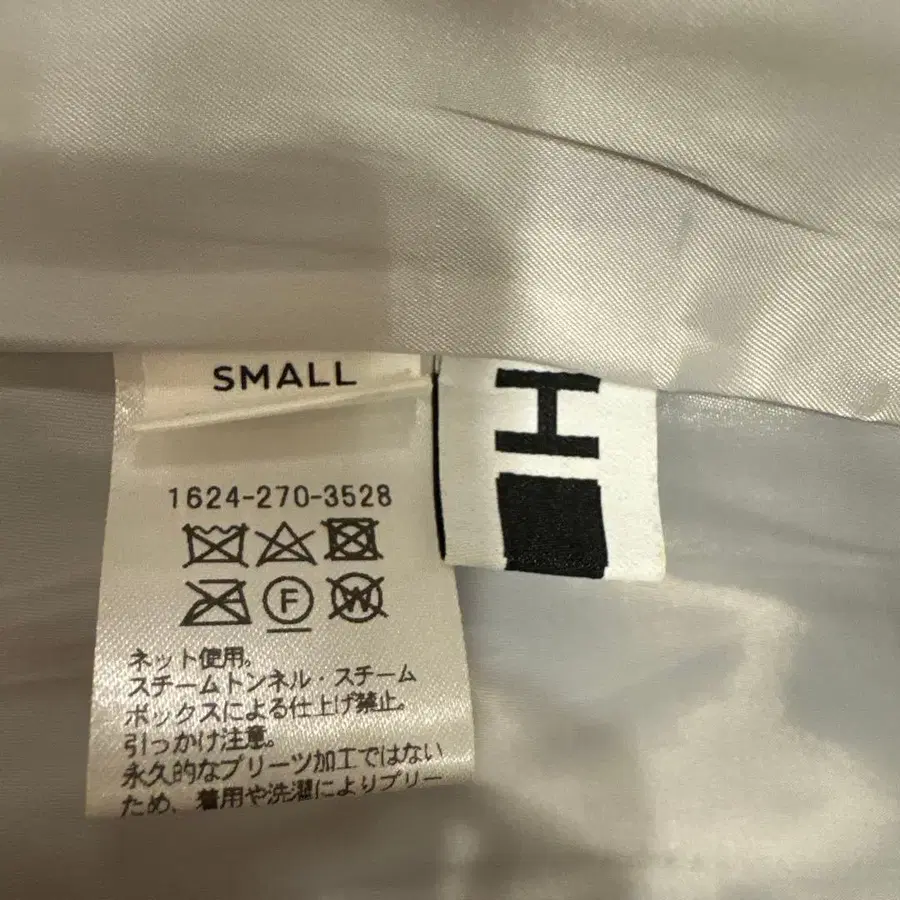 SMALL
H
1624-270-3528
F
W
ネット使用。
スチームトンネル・スチーム
ボックスによる仕上げ禁止。
引っかけ注意。
永久的なプリーツ加工ではない
ため、着用や洗濯によりプリー